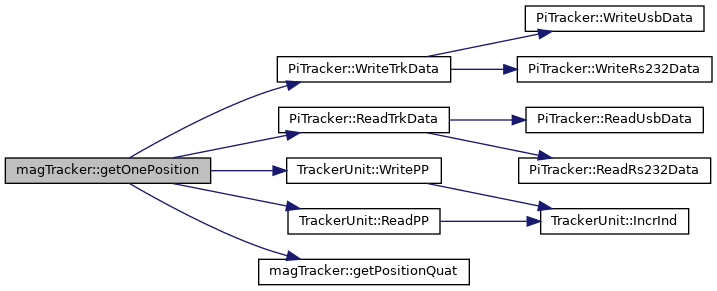 magTracker::getOnePosition
PiTracker::WriteTrkData
PiTracker::WriteUsbData
PiTracker::WriteRs232Data
PiTracker::ReadTrkData
PiTracker::ReadUsbData
PiTracker::ReadRs232Data
TrackerUnit::WritePP
TrackerUnit::ReadPP
TrackerUnit::IncrInd
magTracker::getPositionQuat